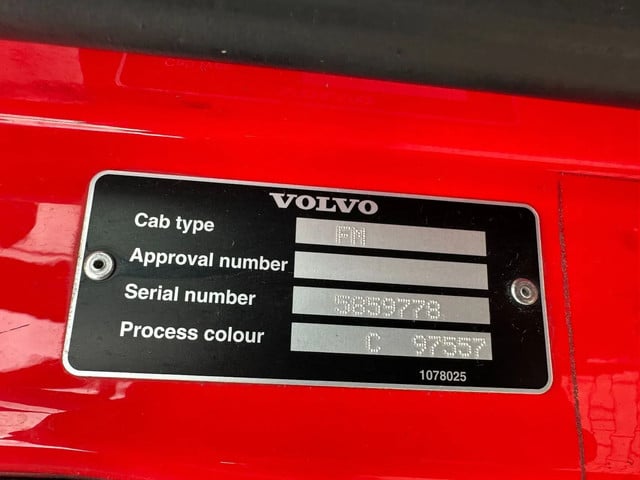 VOLVO
Cab type FM
Approval number
Serial number 5859778
Process colour C 97557
1078025